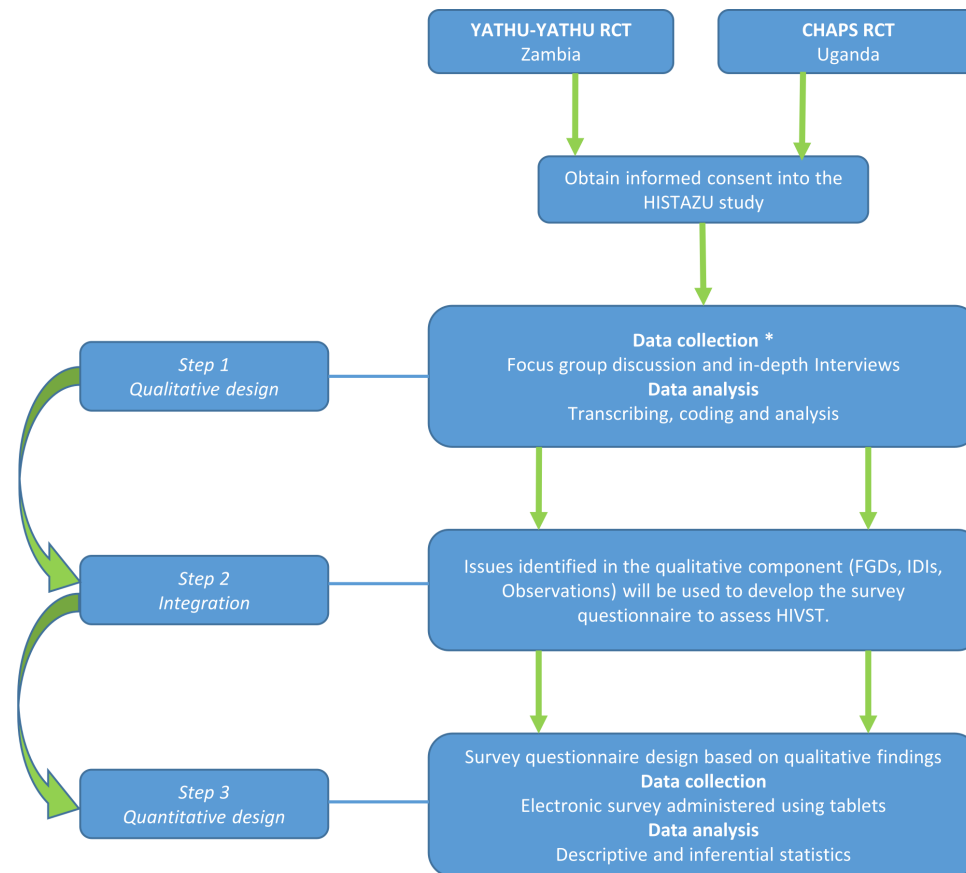 YATHU-YATHU RCT
Zambia
CHAPS RCT
Uganda
Obtain informed consent into the
HISTAZU study
Step 1
Qualitative design
Data collection *
Focus group discussion and in-depth Interviews
Data analysis
Transcribing, coding and analysis
Step 2
Integration
Issues identified in the qualitative component (FGDs, IDIs,
Observations) will be used to develop the survey
questionnaire to assess HIVST.
Step 3
Quantitative design
Survey questionnaire design based on qualitative findings
Data collection
Electronic survey administered using tablets
Data analysis
Descriptive and inferential statistics